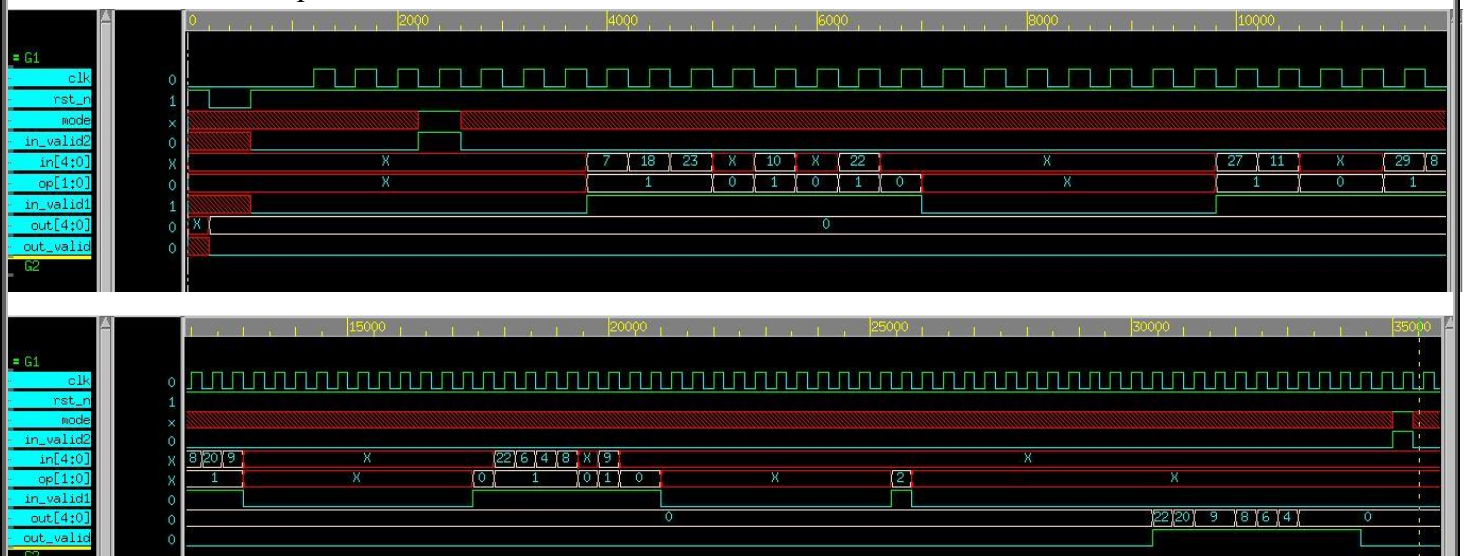 0 2000 4000 6000 8000 10000
= G1
clk 0
rst_n 1
mode x
in_valid2 0
in[4:0] X X 7 18 23 X 10 X 22 X 27 11 X 29 8
op[1:0] 0 X 1 0 1 0 1 0 X 1 0 1
in_valid1 1
out[4:0] 0 X 0
out_valid 0
G2
15000 20000 25000 30000 35000
= G1
clk 0
rst_n 1
mode x
in_valid2 0
in[4:0] X 8 20 9 X 22 6 4 8 X 9 X
op[1:0] X 1 X 0 1 0 1 0 X 2 X
in_valid1 0
out[4:0] 0 0 22 20 9 8 6 4 0
out_valid 0